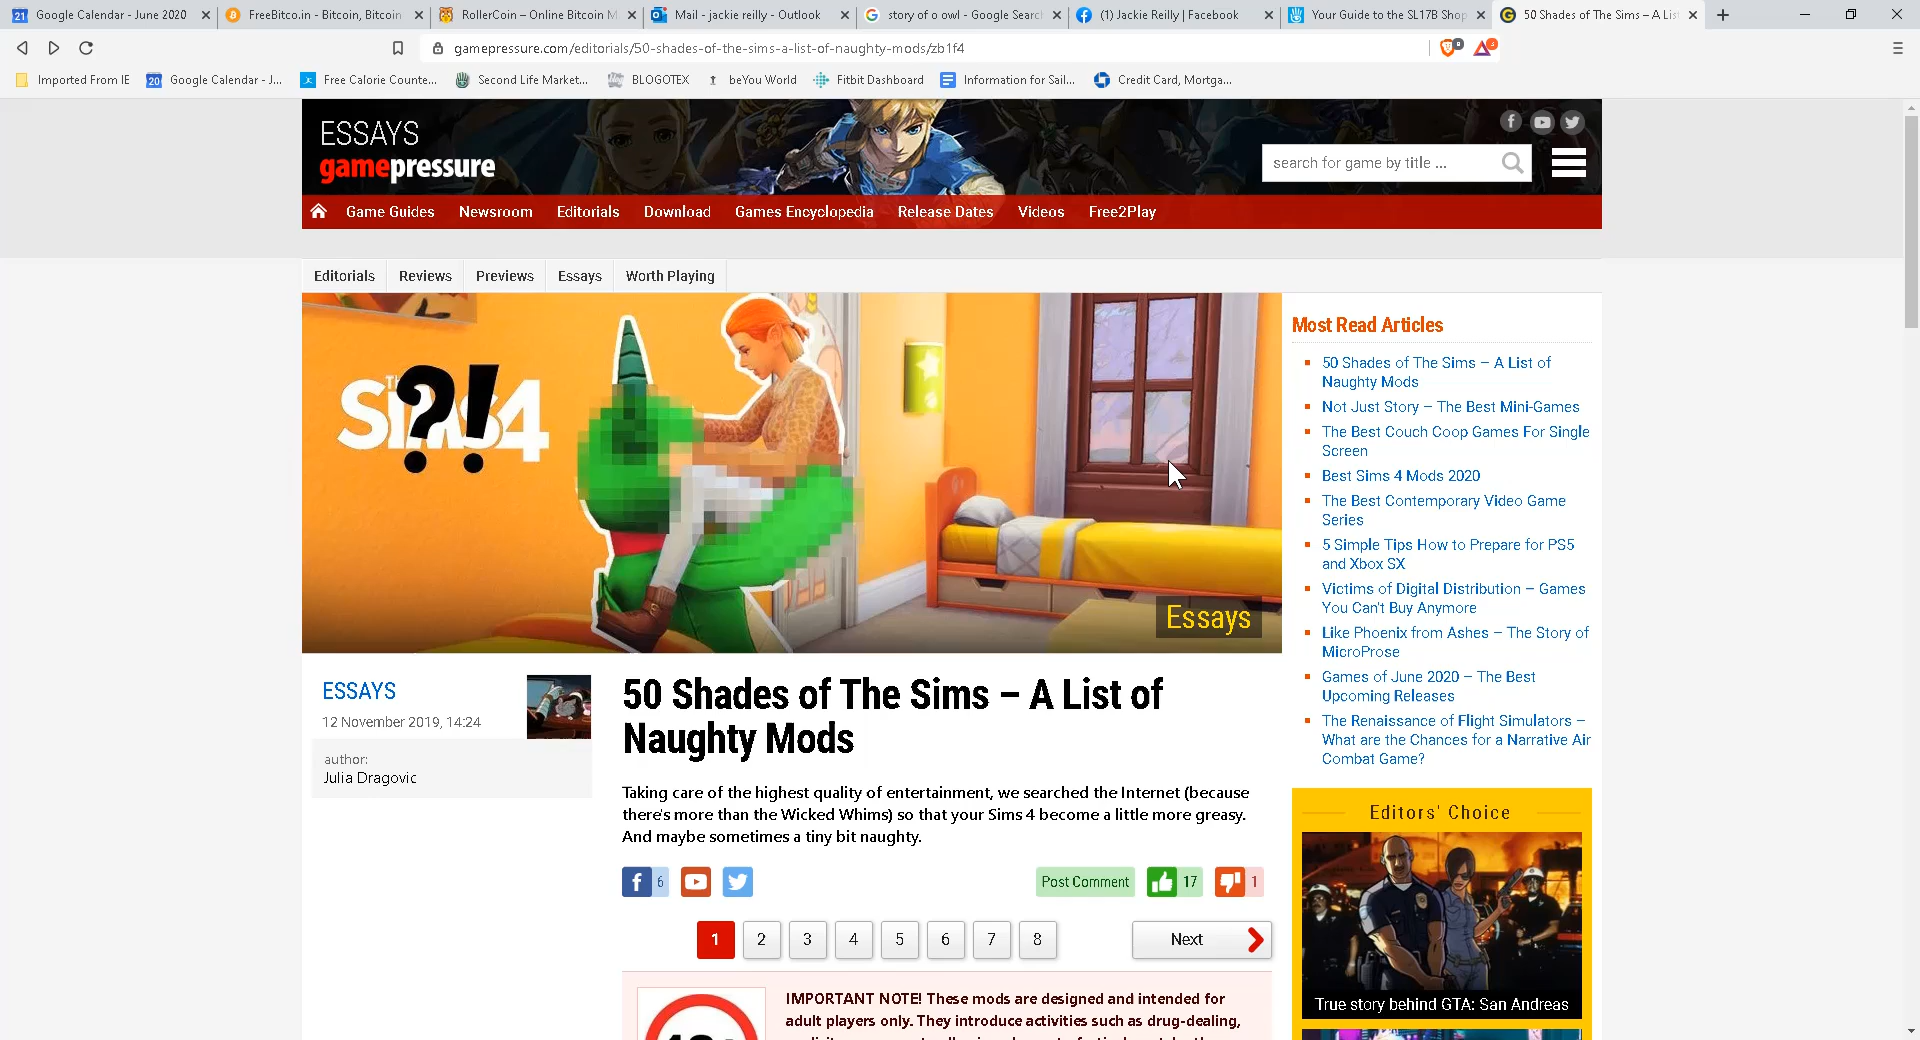 21 Google Calendar - June 2020
FreeBitco.in - Bitcoin, Bitcoin
RollerCoin – Online Bitcoin M
Mail - jackie reilly - Outlook
story of o owl - Google Search
(1) Jackie Reilly | Facebook
Your Guide to the SL17B Shop
50 Shades of The Sims – A Lis
gamepressure.com/editorials/50-shades-of-the-sims-a-list-of-naughty-mods/zb1f4
Imported From IE
Google Calendar - J...
Free Calorie Counte...
Second Life Market...
BLOGOTEX
beYou World
Fitbit Dashboard
Information for Sail...
Credit Card, Mortga...
ESSAYS
gamepressure
search for game by title ...
Game Guides
Newsroom
Editorials
Download
Games Encyclopedia
Release Dates
Videos
Free2Play
Editorials
Reviews
Previews
Essays
Worth Playing
?!
Essays
ESSAYS
12 November 2019, 14:24
author:
Julia Dragovic
50 Shades of The Sims – A List of
Naughty Mods
Taking care of the highest quality of entertainment, we searched the Internet (because
there's more than the Wicked Whims) so that your Sims 4 become a little more greasy.
And maybe sometimes a tiny bit naughty.
6
Post Comment
17
1
1 2 3 4 5 6 7 8
Next
IMPORTANT NOTE! These mods are designed and intended for
adult players only. They introduce activities such as drug-dealing,
Most Read Articles
50 Shades of The Sims – A List of
Naughty Mods
Not Just Story – The Best Mini-Games
The Best Couch Coop Games For Single
Screen
Best Sims 4 Mods 2020
The Best Contemporary Video Game
Series
5 Simple Tips How to Prepare for PS5
and Xbox SX
Victims of Digital Distribution – Games
You Can't Buy Anymore
Like Phoenix from Ashes – The Story of
MicroProse
Games of June 2020 – The Best
Upcoming Releases
The Renaissance of Flight Simulators –
What are the Chances for a Narrative Air
Combat Game?
Editors' Choice
True story behind GTA: San Andreas